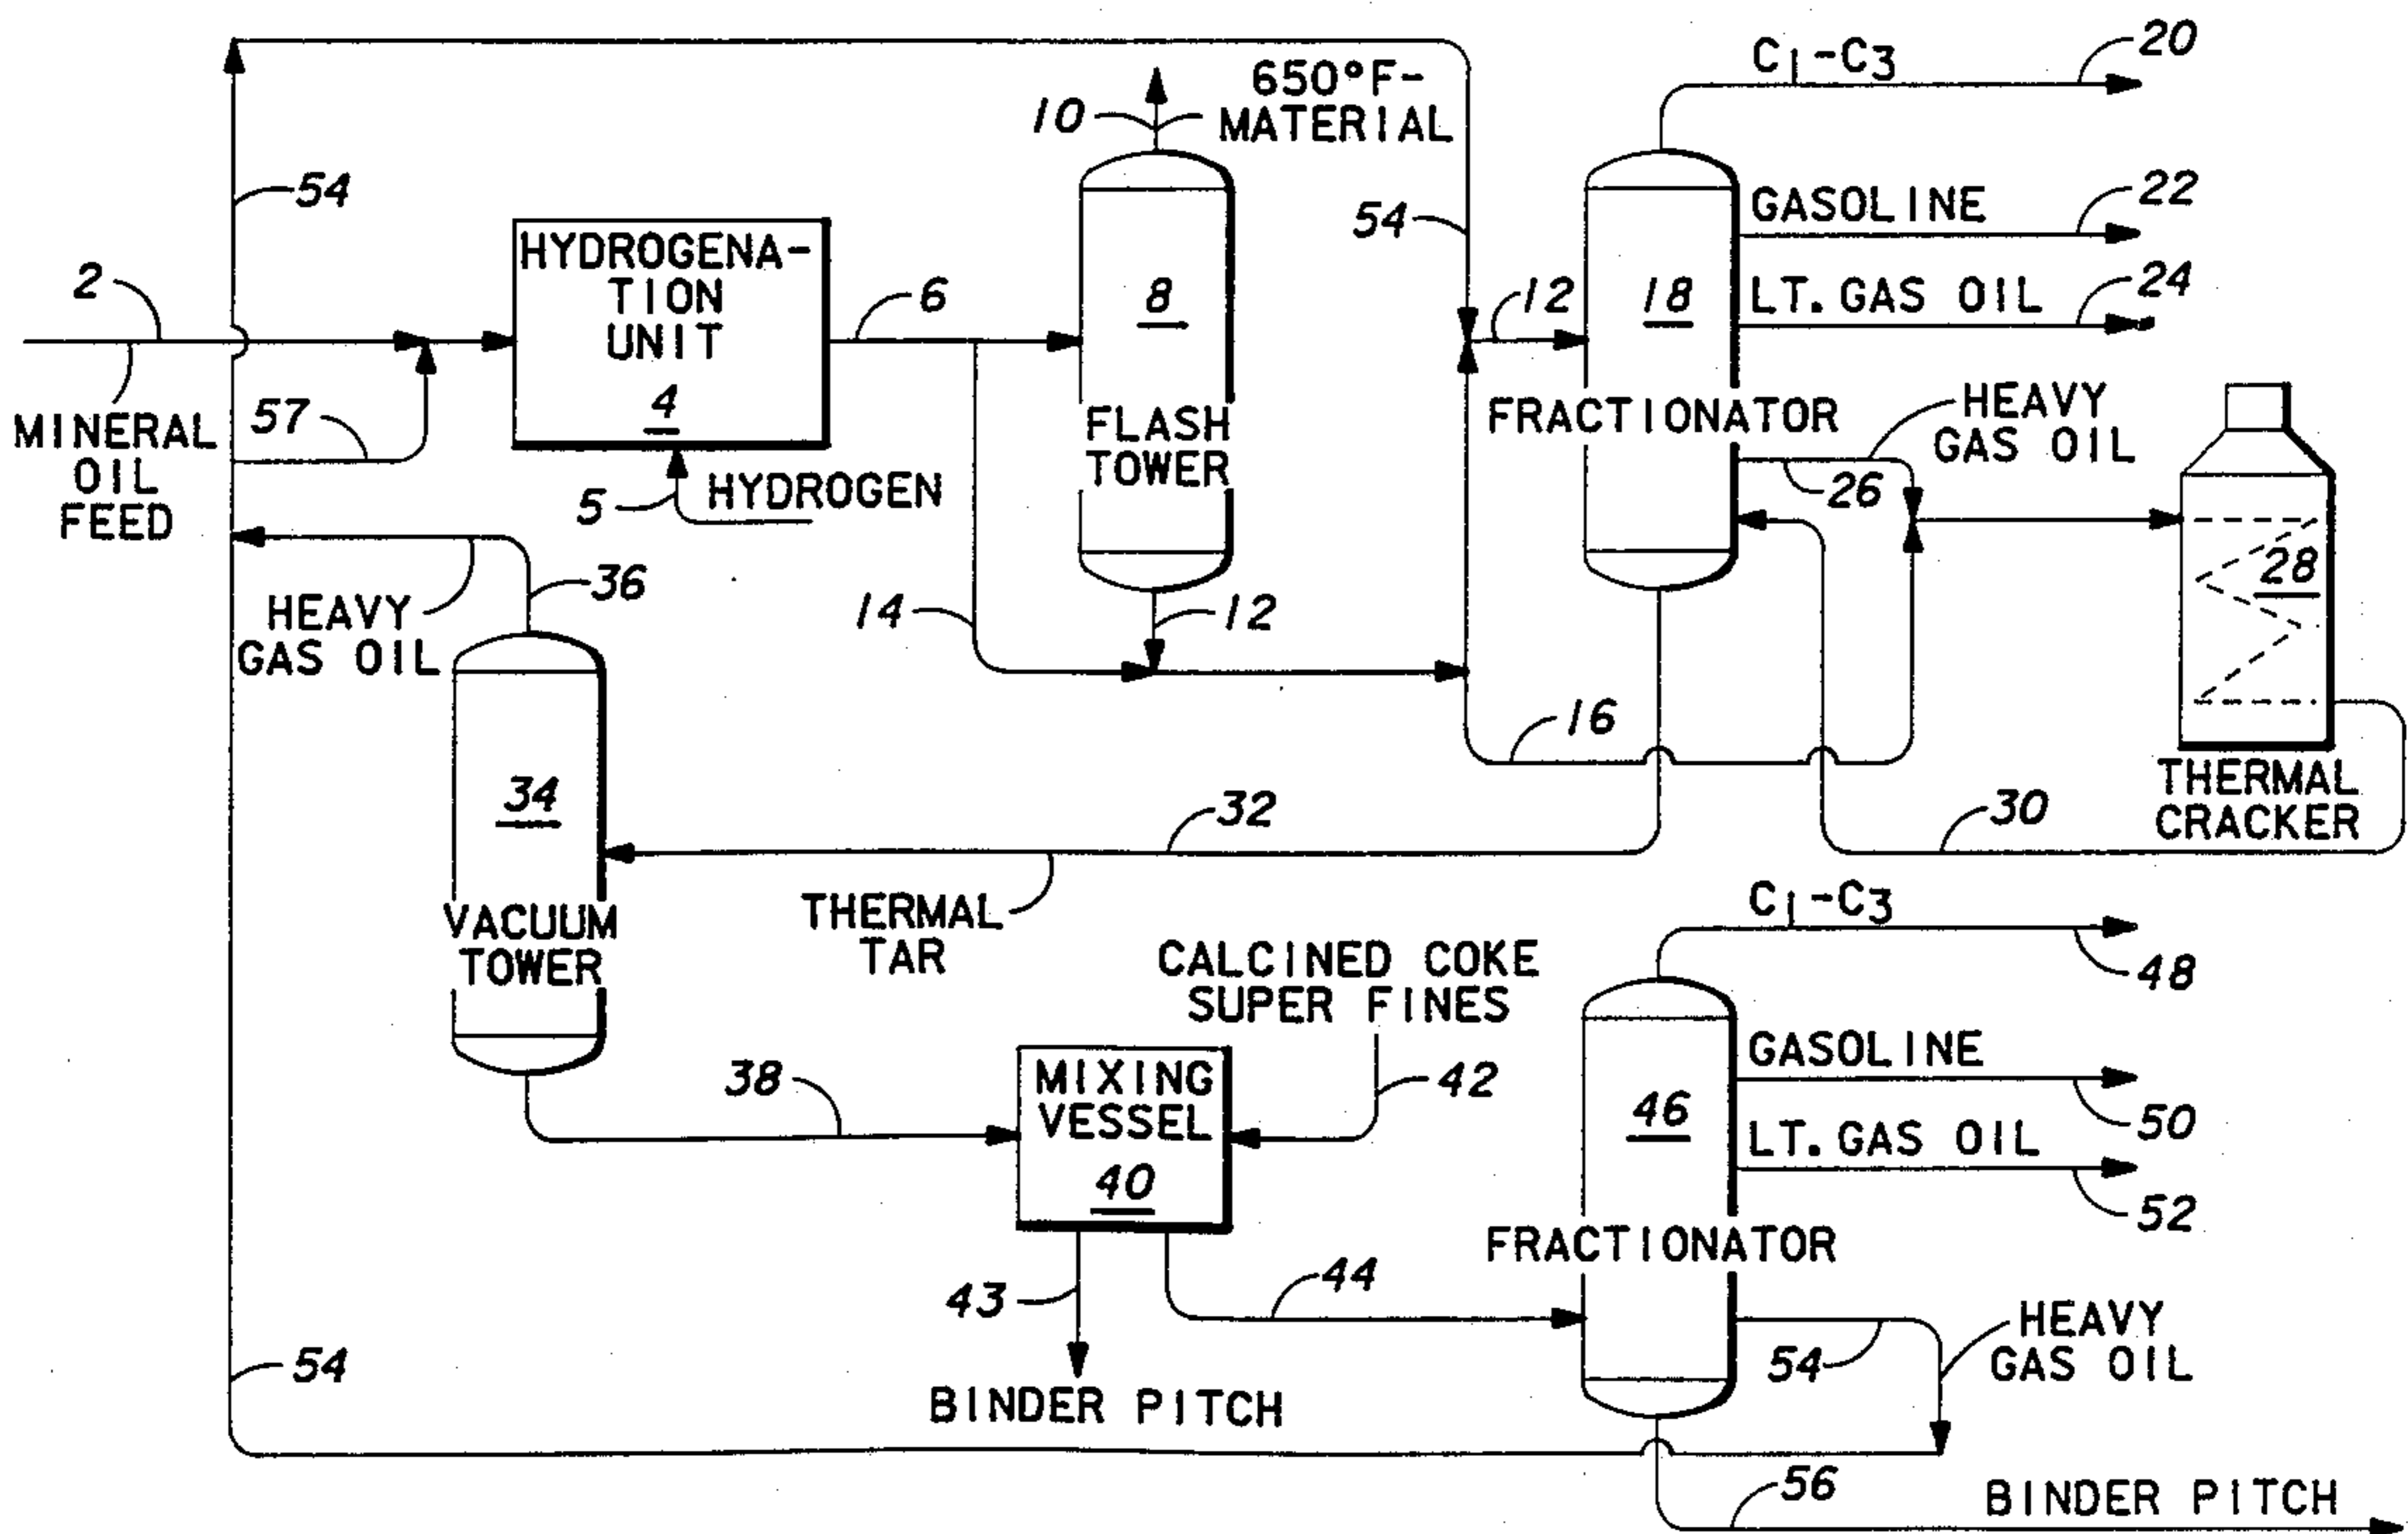 C1-C3
20
650°F-
MATERIAL
10
54
HYDROGENA-
TION
UNIT
4
2
6
8
54
12
18
GASOLINE
22
LT. GAS OIL
24
MINERAL
OIL
FEED
57
5
HYDROGEN
FLASH
TOWER
FRACTIONATOR
HEAVY
GAS OIL
26
28
HEAVY
GAS OIL
36
14
12
16
THERMAL
CRACKER
34
32
30
VACUUM
TOWER
THERMAL
TAR
C1-C3
48
CALCINED COKE
SUPER FINES
38
MIXING
VESSEL
40
42
46
GASOLINE
50
LT. GAS OIL
52
FRACTIONATOR
43
44
BINDER PITCH
54
54
HEAVY
GAS OIL
56
BINDER PITCH